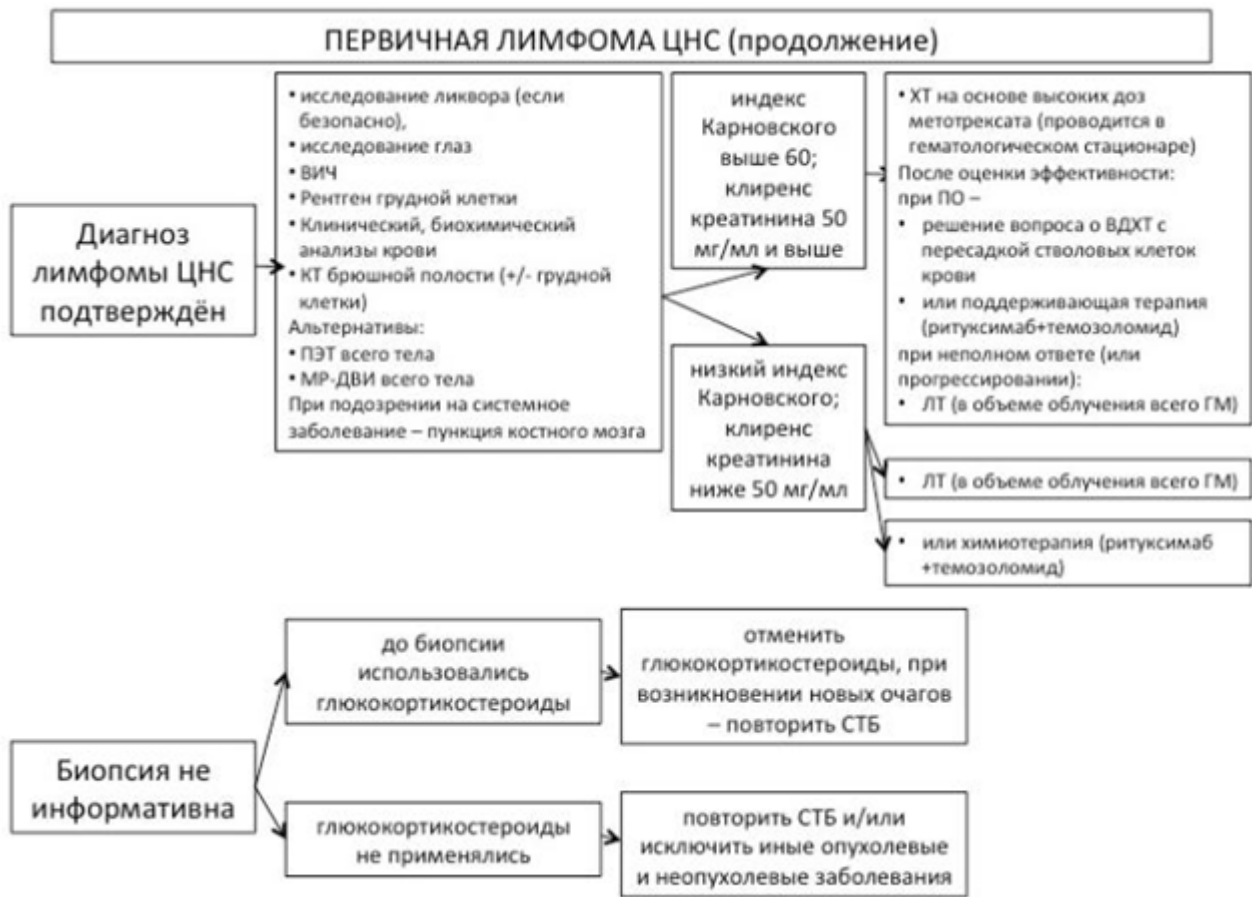 ПЕРВИЧНАЯ ЛИМФОМА ЦНС (продолжение)
Диагноз
лимфомы ЦНС
подтверждён
• исследование ликвора (если
безопасно),
• исследование глаз
• ВИЧ
• Рентген грудной клетки
• Клинический, биохимический
анализы крови
• КТ брюшной полости (+/- грудной
клетки)
Альтернативы:
• ПЭТ всего тела
• МР-ДВИ всего тела
При подозрении на системное
заболевание – пункция костного мозга
индекс
Карновского
выше 60;
клиренс
креатинина 50
мг/мл и выше
• ХТ на основе высоких доз
метотрексата (проводится в
гематологическом стационаре)
После оценки эффективности:
при ПО –
• решение вопроса о ВДХТ с
пересадкой стволовых клеток
крови
• или поддерживающая терапия
(ритуксимаб+темозоломид)
при неполном ответе (или
прогрессировании):
• ЛТ (в объеме облучения всего ГМ)
низкий индекс
Карновского;
клиренс
креатинина
ниже 50 мг/мл
• ЛТ (в объеме облучения всего ГМ)
• или химиотерапия (ритуксимаб
+темозоломид)
Биопсия не
информативна
до биопсии
использовались
глюкокортикостероиды
отменить
глюкокортикостероиды, при
возникновении новых очагов
– повторить СТБ
глюкокортикостероиды
не применялись
повторить СТБ и/или
исключить иные опухолевые
и неопухолевые заболевания